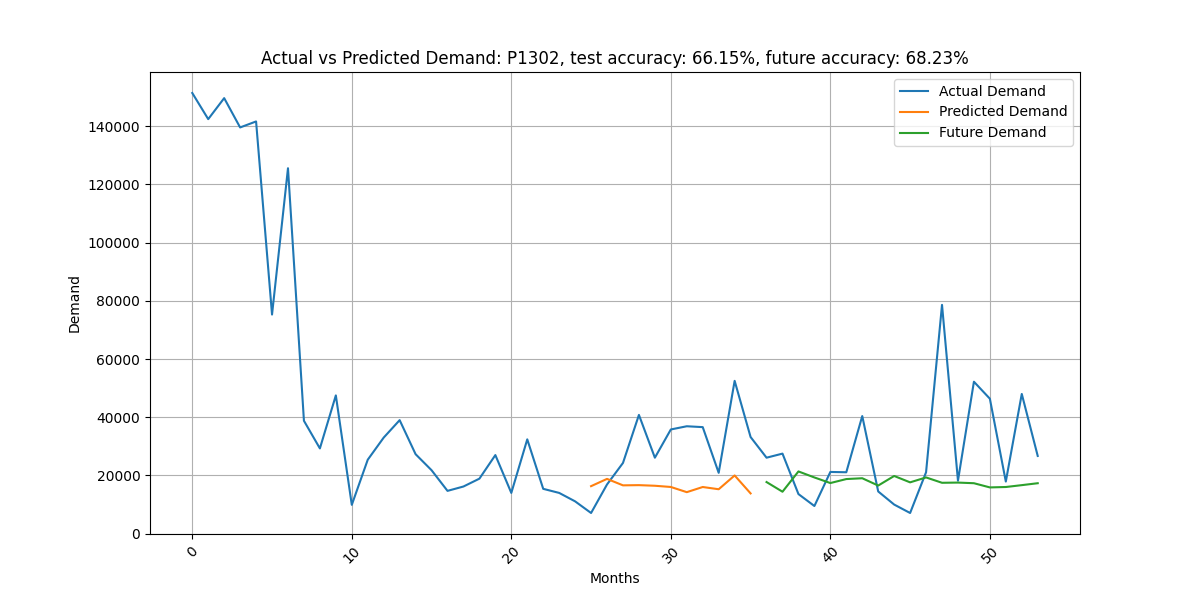 Actual vs Predicted Demand: P1302, test accuracy: 66.15%, future accuracy: 68.23%
Actual Demand
Predicted Demand
Future Demand
Demand
140000
120000
100000
80000
60000
40000
20000
0
0 10 20 30 40 50
Months